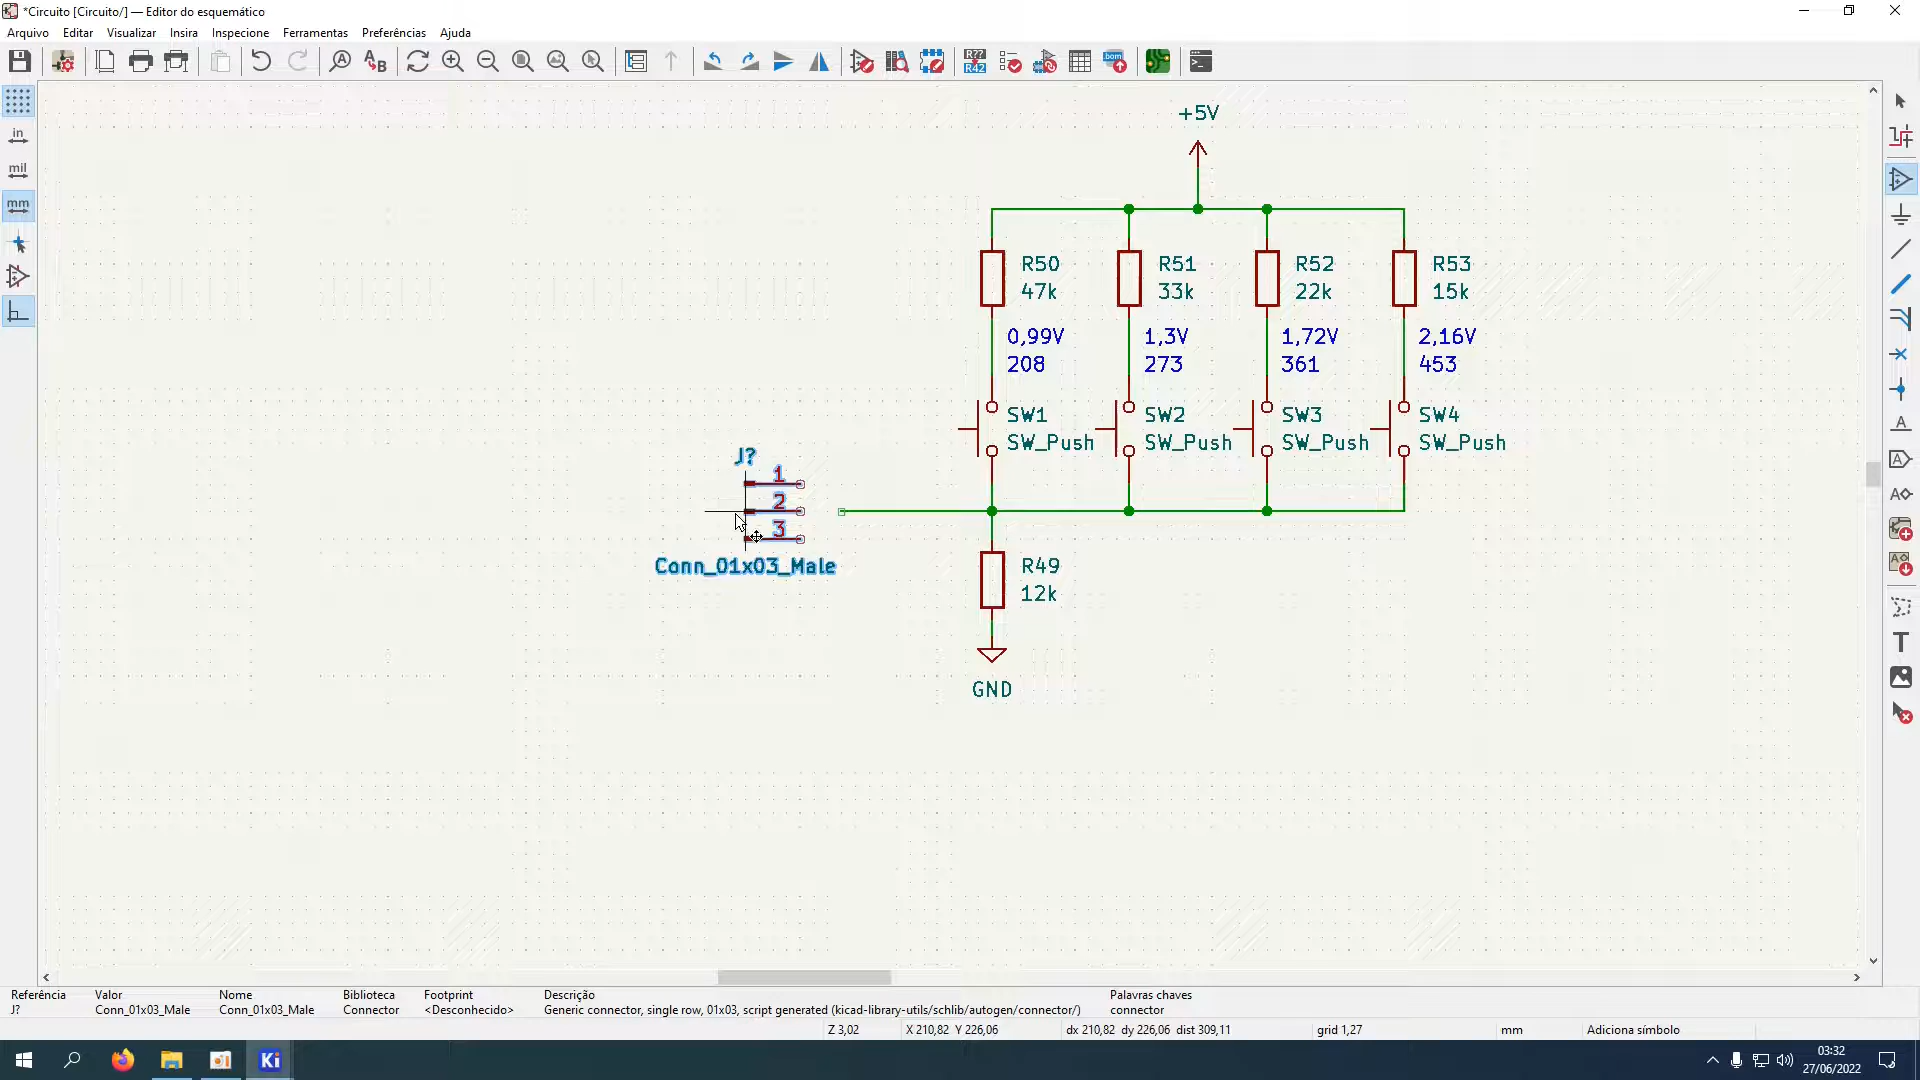 *Circuito [Circuito/] — Editor do esquemático
Arquivo Editar Visualizar Insira Inspecione Ferramentas Preferências Ajuda
A
B
R??
R42
bom
in
mil
mm
+5V
R50
47k
R51
33k
R52
22k
R53
15k
0,99V
208
1,3V
273
1,72V
361
2,16V
453
SW1
SW_Push
SW2
SW_Push
SW3
SW_Push
SW4
SW_Push
J?
1
2
3
Conn_01x03_Male
R49
12k
GND
A
A
A
A
T
Referência Valor Nome Biblioteca Footprint Descrição Palavras chaves
J? Conn_01x03_Male Conn_01x03_Male Connector <Desconhecido> Generic connector, single row, 01x03, script generated (kicad-library-utils/schlib/autogen/connector/) connector
Z 3,02 X 210,82 Y 226,06 dx 210,82 dy 226,06 dist 309,11 grid 1,27 mm Adiciona símbolo
Ki
03:32
27/06/2022